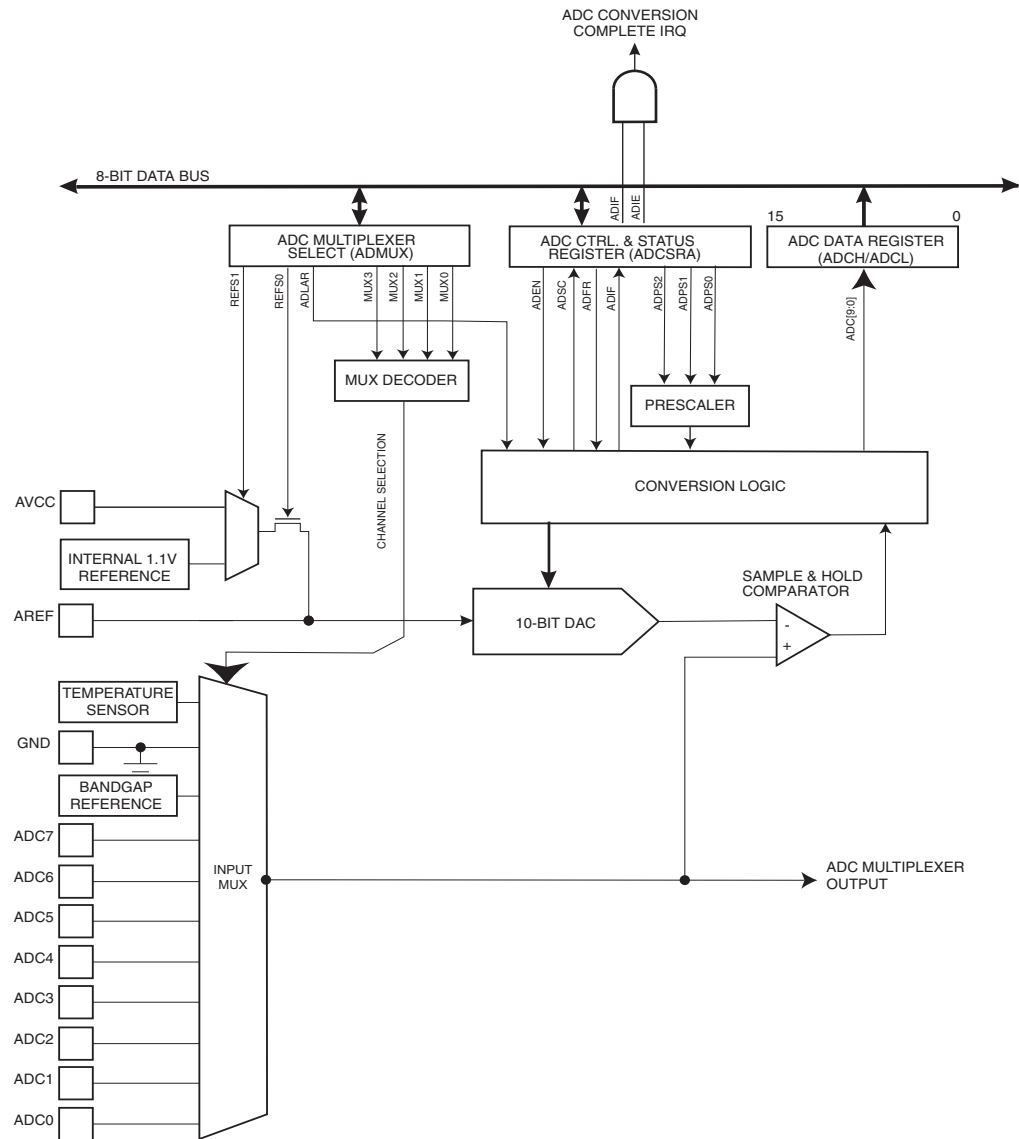 ADC CONVERSION
COMPLETE IRQ
8-BIT DATA BUS
ADIF
ADIE
15
0
ADC MULTIPLEXER
SELECT (ADMUX)
ADC CTRL. & STATUS
REGISTER (ADCSRA)
ADC DATA REGISTER
(ADCH/ADCL)
REFS1
REFS0
ADLAR
MUX3
MUX2
MUX1
MUX0
ADEN
ADSC
ADFR
ADIF
ADPS2
ADPS1
ADPS0
ADC[9:0]
MUX DECODER
PRESCALER
CHANNEL SELECTION
CONVERSION LOGIC
AVCC
INTERNAL 1.1V
REFERENCE
SAMPLE & HOLD
COMPARATOR
AREF
10-BIT DAC
-
+
TEMPERATURE
SENSOR
GND
BANDGAP
REFERENCE
ADC7
ADC6
ADC5
ADC4
ADC3
ADC2
ADC1
ADC0
INPUT
MUX
ADC MULTIPLEXER
OUTPUT